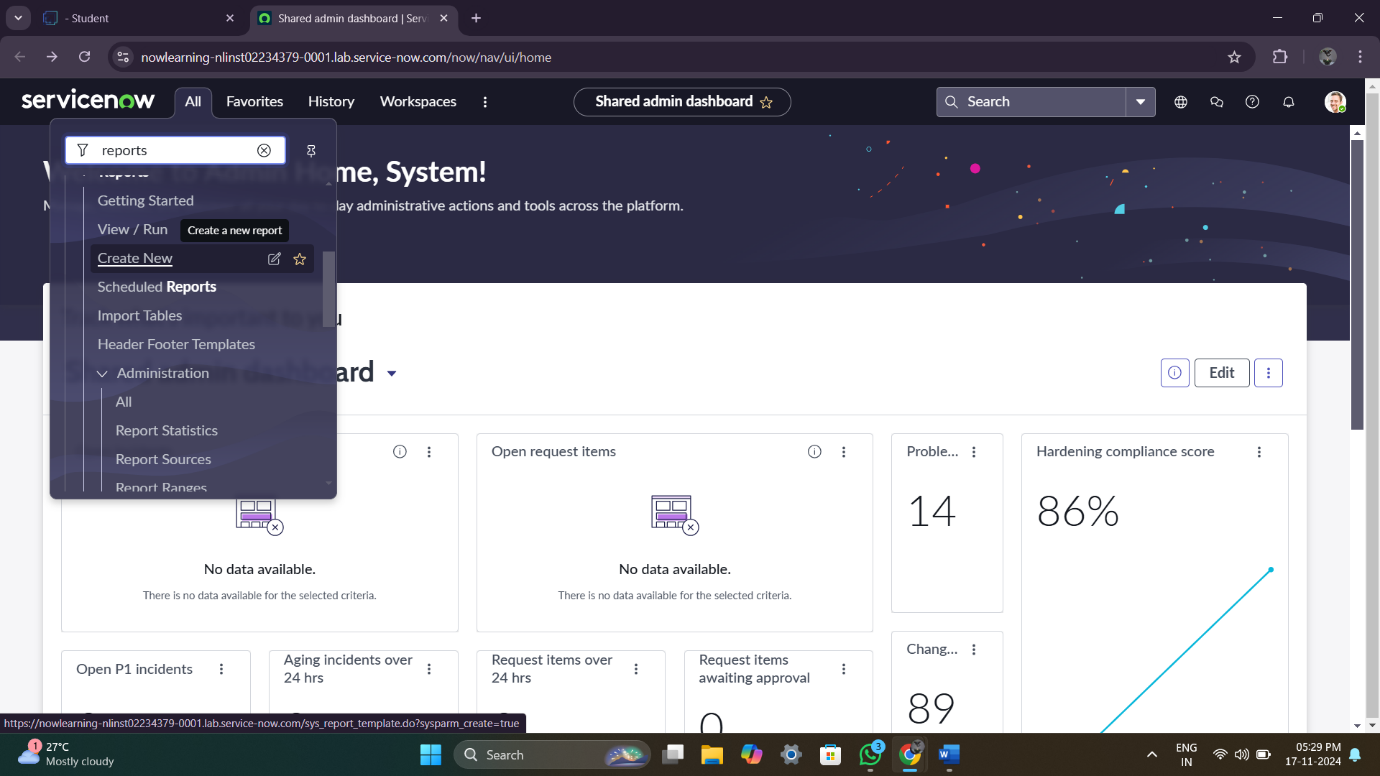 - Student
Shared admin dashboard | Serv
nowlearning-nlinst02234379-0001.lab.service-now.com/now/nav/ui/home
servicenow
All
Favorites
History
Workspaces
Shared admin dashboard
Search
reports
Reports
Getting Started
View / Run
Create a new report
Create New
Scheduled Reports
Import Tables
Header Footer Templates
Administration
All
Report Statistics
Report Sources
Report Ranges
Home, System!
day administrative actions and tools across the platform.
Edit
Open request items
Proble...
Hardening compliance score
14
86%
No data available.
There is no data available for the selected criteria.
No data available.
There is no data available for the selected criteria.
Open P1 incidents
Aging incidents over
24 hrs
Request items over
24 hrs
Request items
awaiting approval
0
Chang...
89
https://nowlearning-nlinst02234379-0001.lab.service-now.com/sys_report_template.do?sysparm_create=true
1
27°C
Mostly cloudy
Search
3
ENG
IN
05:29 PM
17-11-2024